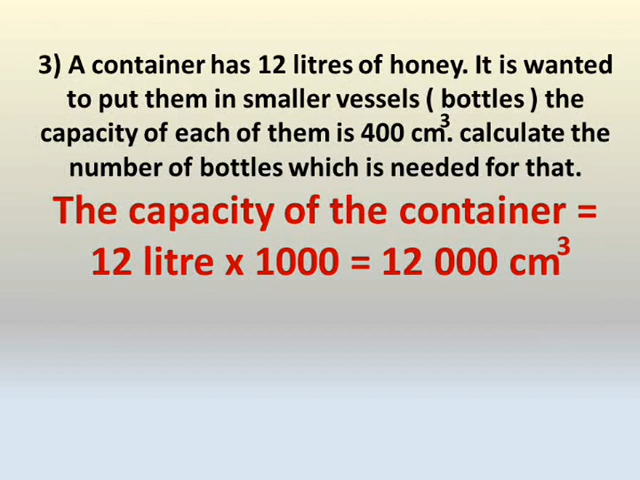 3) A container has 12 litres of honey. It is wanted
to put them in smaller vessels ( bottles ) the
capacity of each of them is 400 cm³. calculate the
number of bottles which is needed for that.
The capacity of the container =
12 litre x 1000 = 12 000 cm³